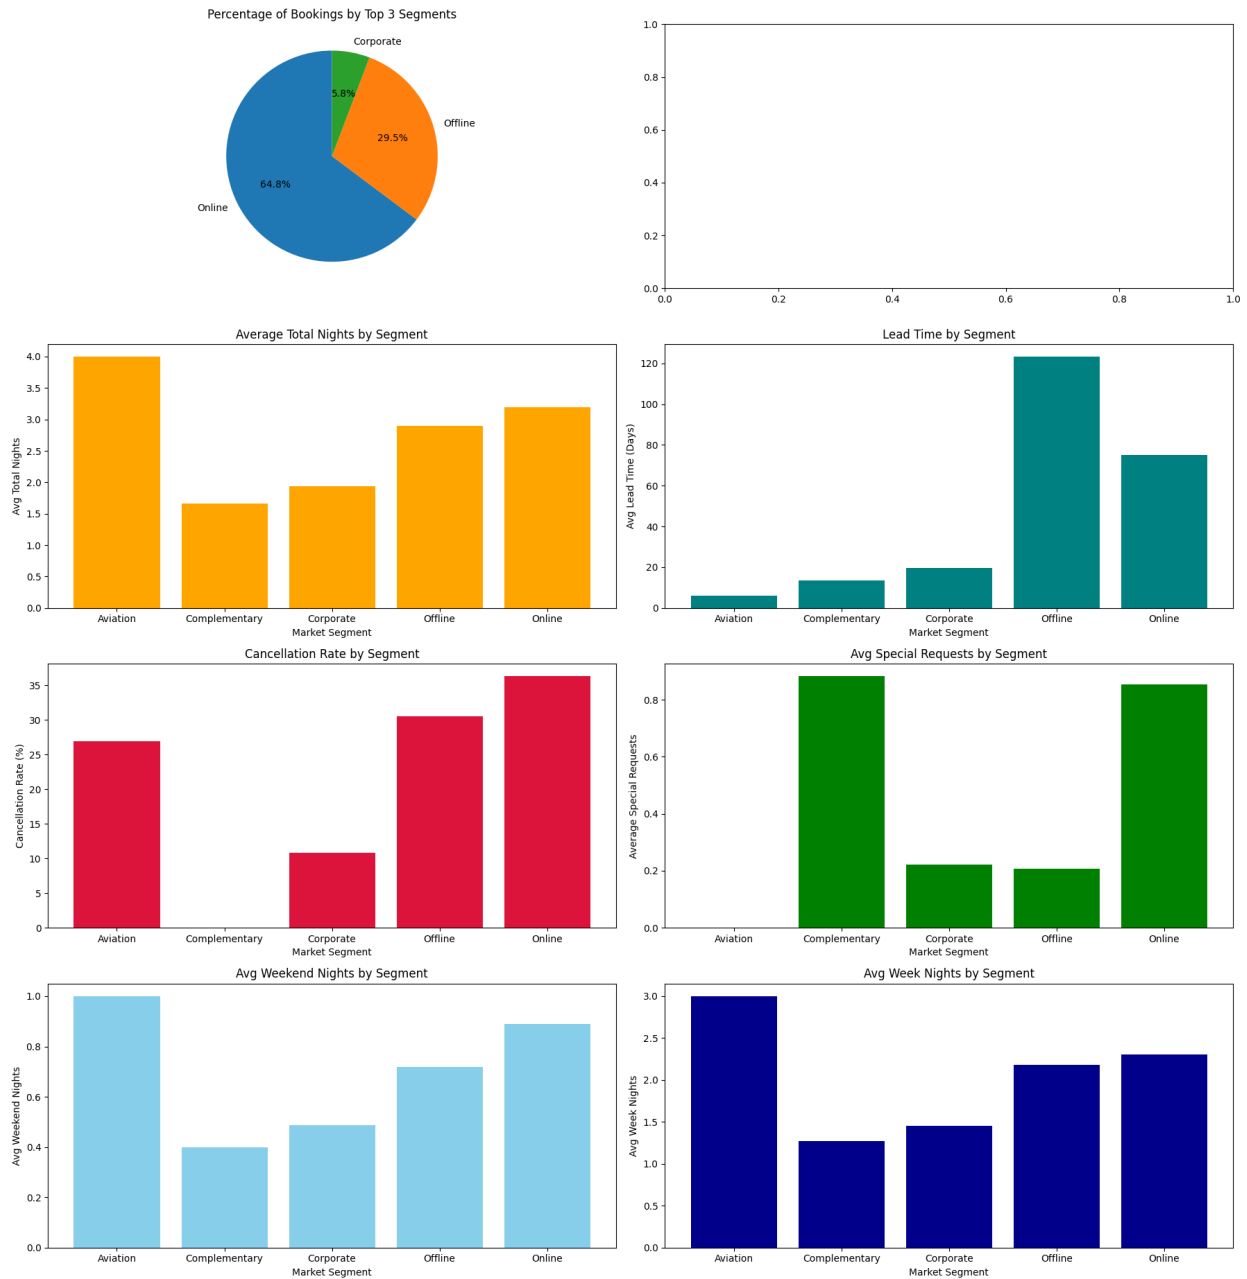 Percentage of Bookings by Top 3 Segments
Corporate
5.8%
Offline
29.5%
64.8%
Online
1.0
0.8
0.6
0.4
0.2
0.0
0.0 0.2 0.4 0.6 0.8 1.0
Average Total Nights by Segment
Avg Total Nights
4.0
3.5
3.0
2.5
2.0
1.5
1.0
0.5
0.0
Aviation Complementary Corporate Offline Online
Market Segment
Lead Time by Segment
Avg Lead Time (Days)
120
100
80
60
40
20
0
Aviation Complementary Corporate Offline Online
Market Segment
Cancellation Rate by Segment
Cancellation Rate (%)
35
30
25
20
15
10
5
0
Aviation Complementary Corporate Offline Online
Market Segment
Avg Special Requests by Segment
Average Special Requests
0.8
0.6
0.4
0.2
0.0
Aviation Complementary Corporate Offline Online
Market Segment
Avg Weekend Nights by Segment
Avg Weekend Nights
1.0
0.8
0.6
0.4
0.2
0.0
Aviation Complementary Corporate Offline Online
Market Segment
Avg Week Nights by Segment
Avg Week Nights
3.0
2.5
2.0
1.5
1.0
0.5
0.0
Aviation Complementary Corporate Offline Online
Market Segment